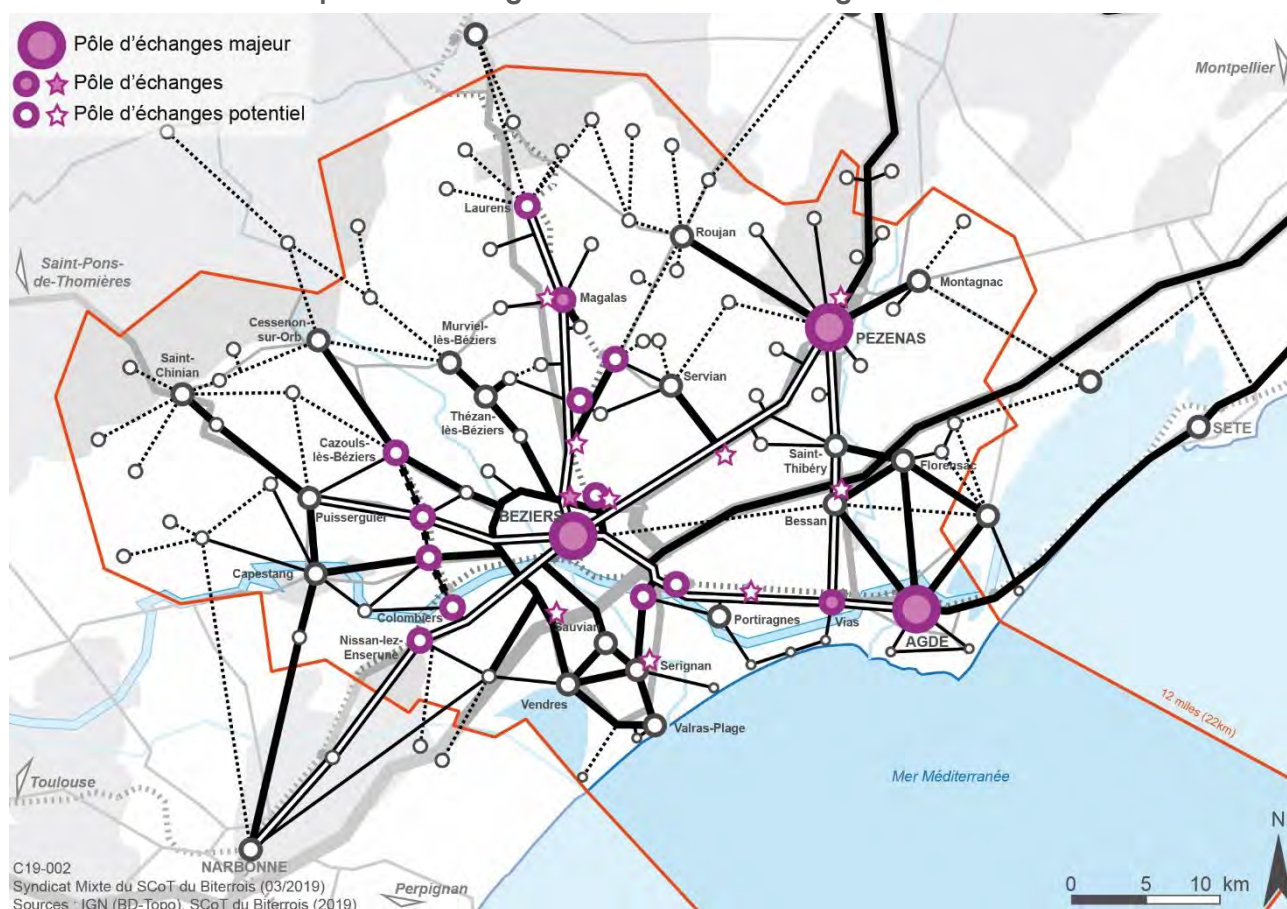 Pôle d'échanges majeur
Pôle d'échanges
Pôle d'échanges potentiel
Montpellier
Laurens
Roujan
Saint-Pons-
de-Thomières
Magalas
Montagnac
Cessenon-
sur-Orb
Murviel-
lès-Béziers
PEZENAS
Saint-
Chinian
Servian
Thézan-
lès-Béziers
SETE
Cazouls-
lès-Béziers
Saint-
Thibéry
Florensac
Puisserguier
BEZIERS
Bessan
Capestang
Colombiers
Portiragnes
Vias
AGDE
Nissan-lez-
Enserune
Sauvian
Serignan
Vendres
Valras-Plage
12 miles (22km)
Toulouse
Mer Méditerranée
N
NARBONNE
Perpignan
C19-002
Syndicat Mixte du SCoT du Biterrois (03/2019)
Sources : IGN (BD-Topo), SCoT du Biterrois (2019)
0 5 10 km